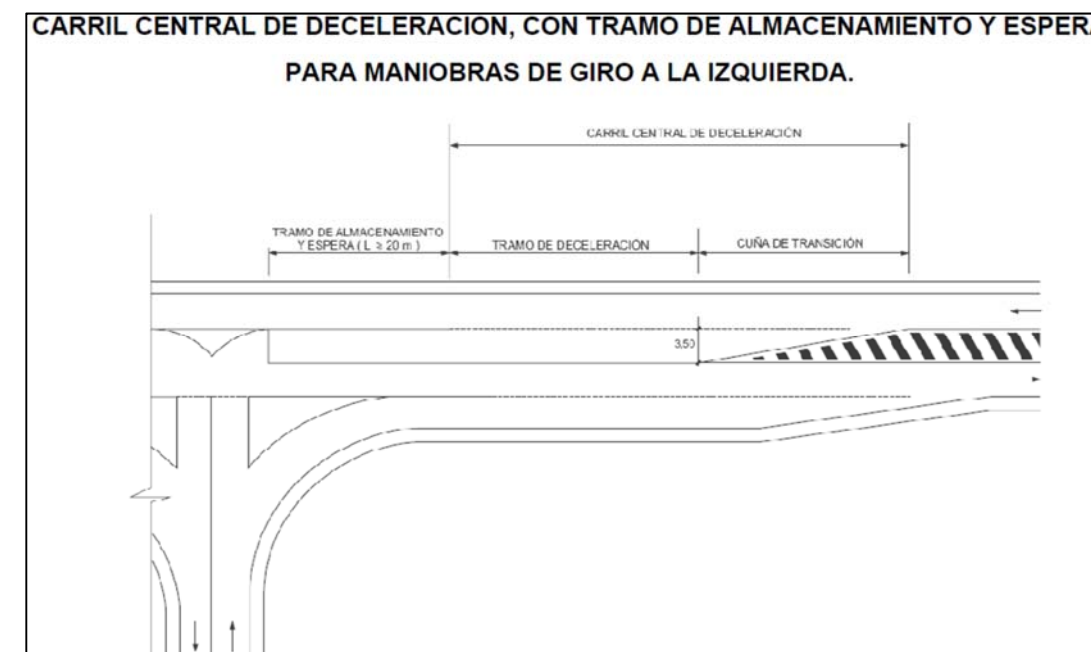 CARRIL CENTRAL DE DECELERACION, CON TRAMO DE ALMACENAMIENTO Y ESPERA
PARA MANIOBRAS DE GIRO A LA IZQUIERDA.
CARRIL CENTRAL DE DECELERACIÓN
TRAMO DE ALMACENAMIENTO
Y ESPERA ( L ≥ 20 m )
TRAMO DE DECELERACIÓN
CUÑA DE TRANSICIÓN
3,50